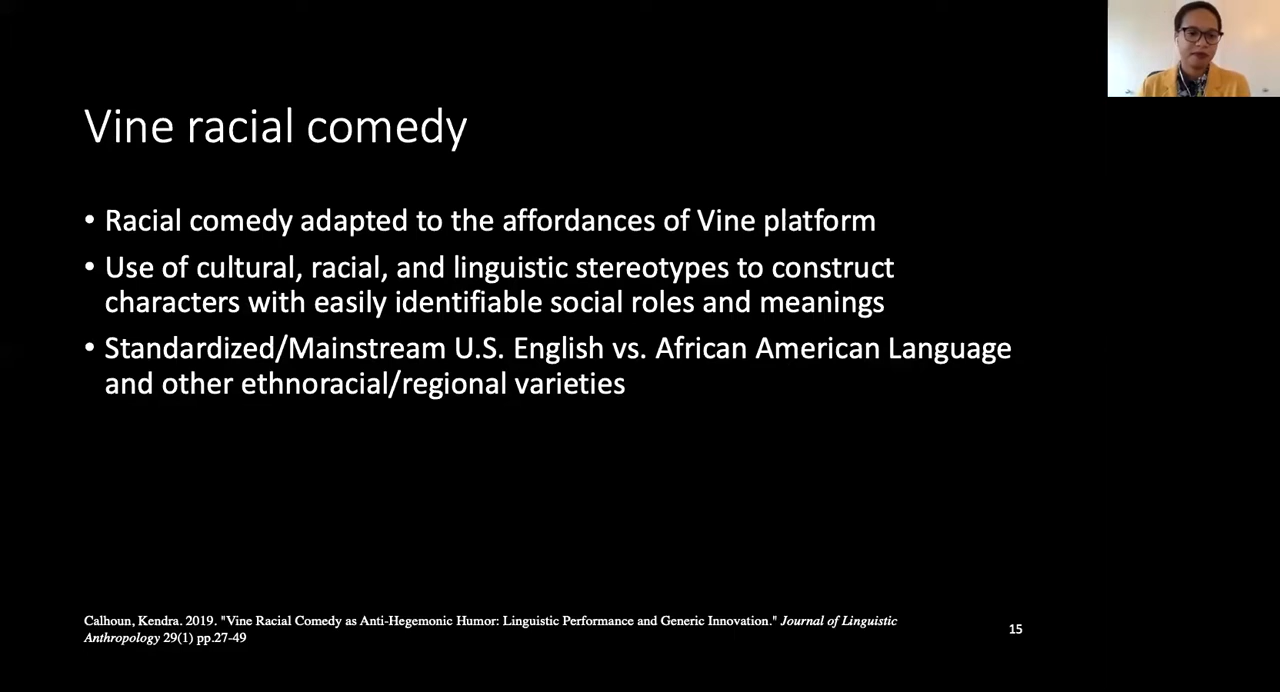 Vine racial comedy
• Racial comedy adapted to the affordances of Vine platform
• Use of cultural, racial, and linguistic stereotypes to construct
characters with easily identifiable social roles and meanings
• Standardized/Mainstream U.S. English vs. African American Language
and other ethnoracial/regional varieties
Calhoun, Kendra. 2019. "Vine Racial Comedy as Anti-Hegemonic Humor: Linguistic Performance and Generic Innovation." Journal of Linguistic
Anthropology 29(1) pp.27-49
15